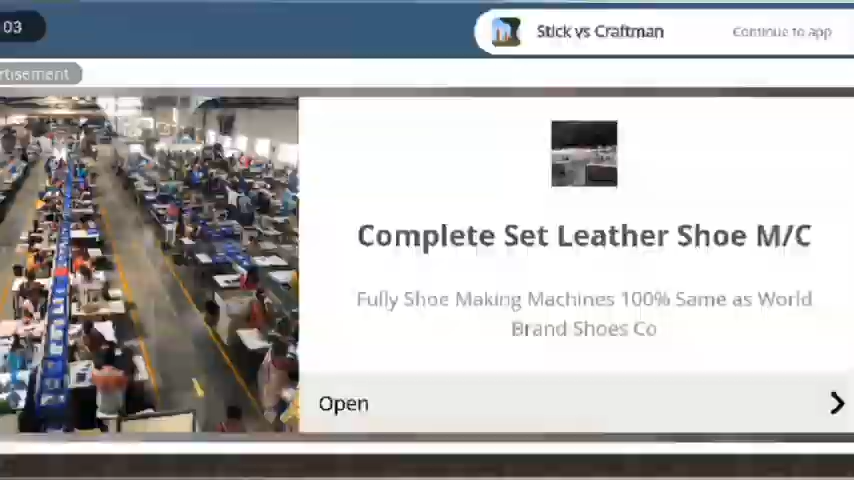 03
Stick vs Craftman
Continue to app
rtisement
Complete Set Leather Shoe M/C
Fully Shoe Making Machines 100% Same as World
Brand Shoes Co
Open